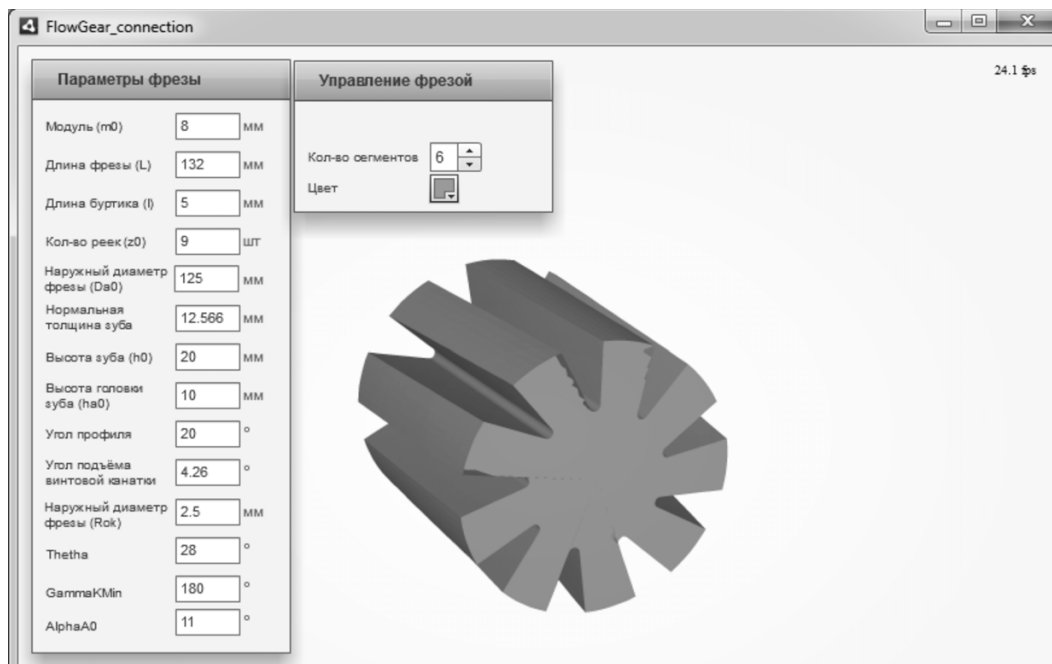 FlowGear_connection
24.1 fps
Параметры фрезы
Модуль (m0) 8 мм
Длина фрезы (L) 132 мм
Длина буртика (l) 5 мм
Кол-во реек (z0) 9 шт
Наружный диаметр
фрезы (Da0) 125 мм
Нормальная
толщина зуба 12.566 мм
Высота зуба (h0) 20 мм
Высота головки
зуба (ha0) 10 мм
Угол профиля 20 °
Угол подъёма
винтовой канатки 4.26 °
Наружный диаметр
фрезы (Rok) 2.5 мм
Thetha 28 °
GammaKMin 180 °
AlphaA0 11 °
Управление фрезой
Кол-во сегментов 6
Цвет